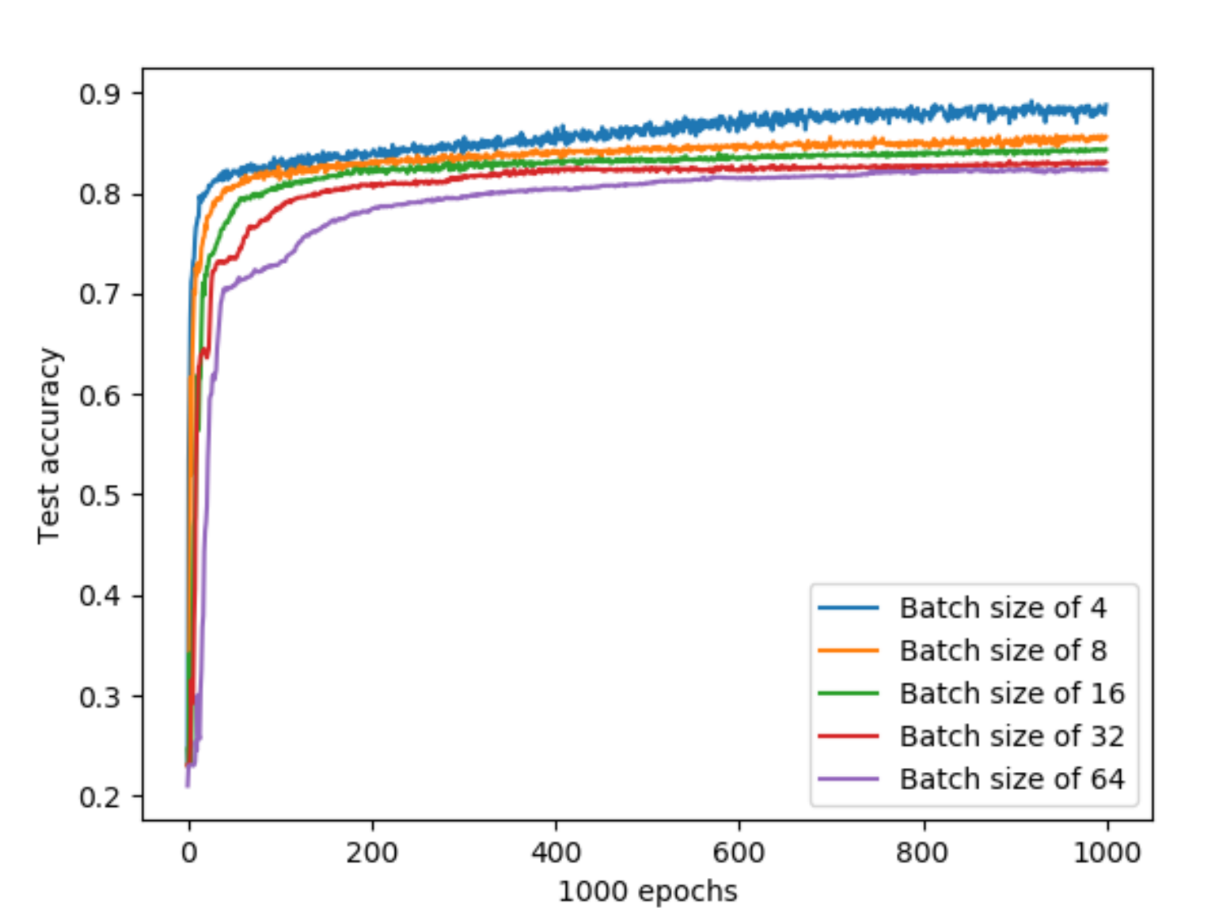 0.9
0.8
0.7
0.6
0.5
0.4
0.3
0.2
Test accuracy
Batch size of 4
Batch size of 8
Batch size of 16
Batch size of 32
Batch size of 64
0 200 400 600 800 1000
1000 epochs